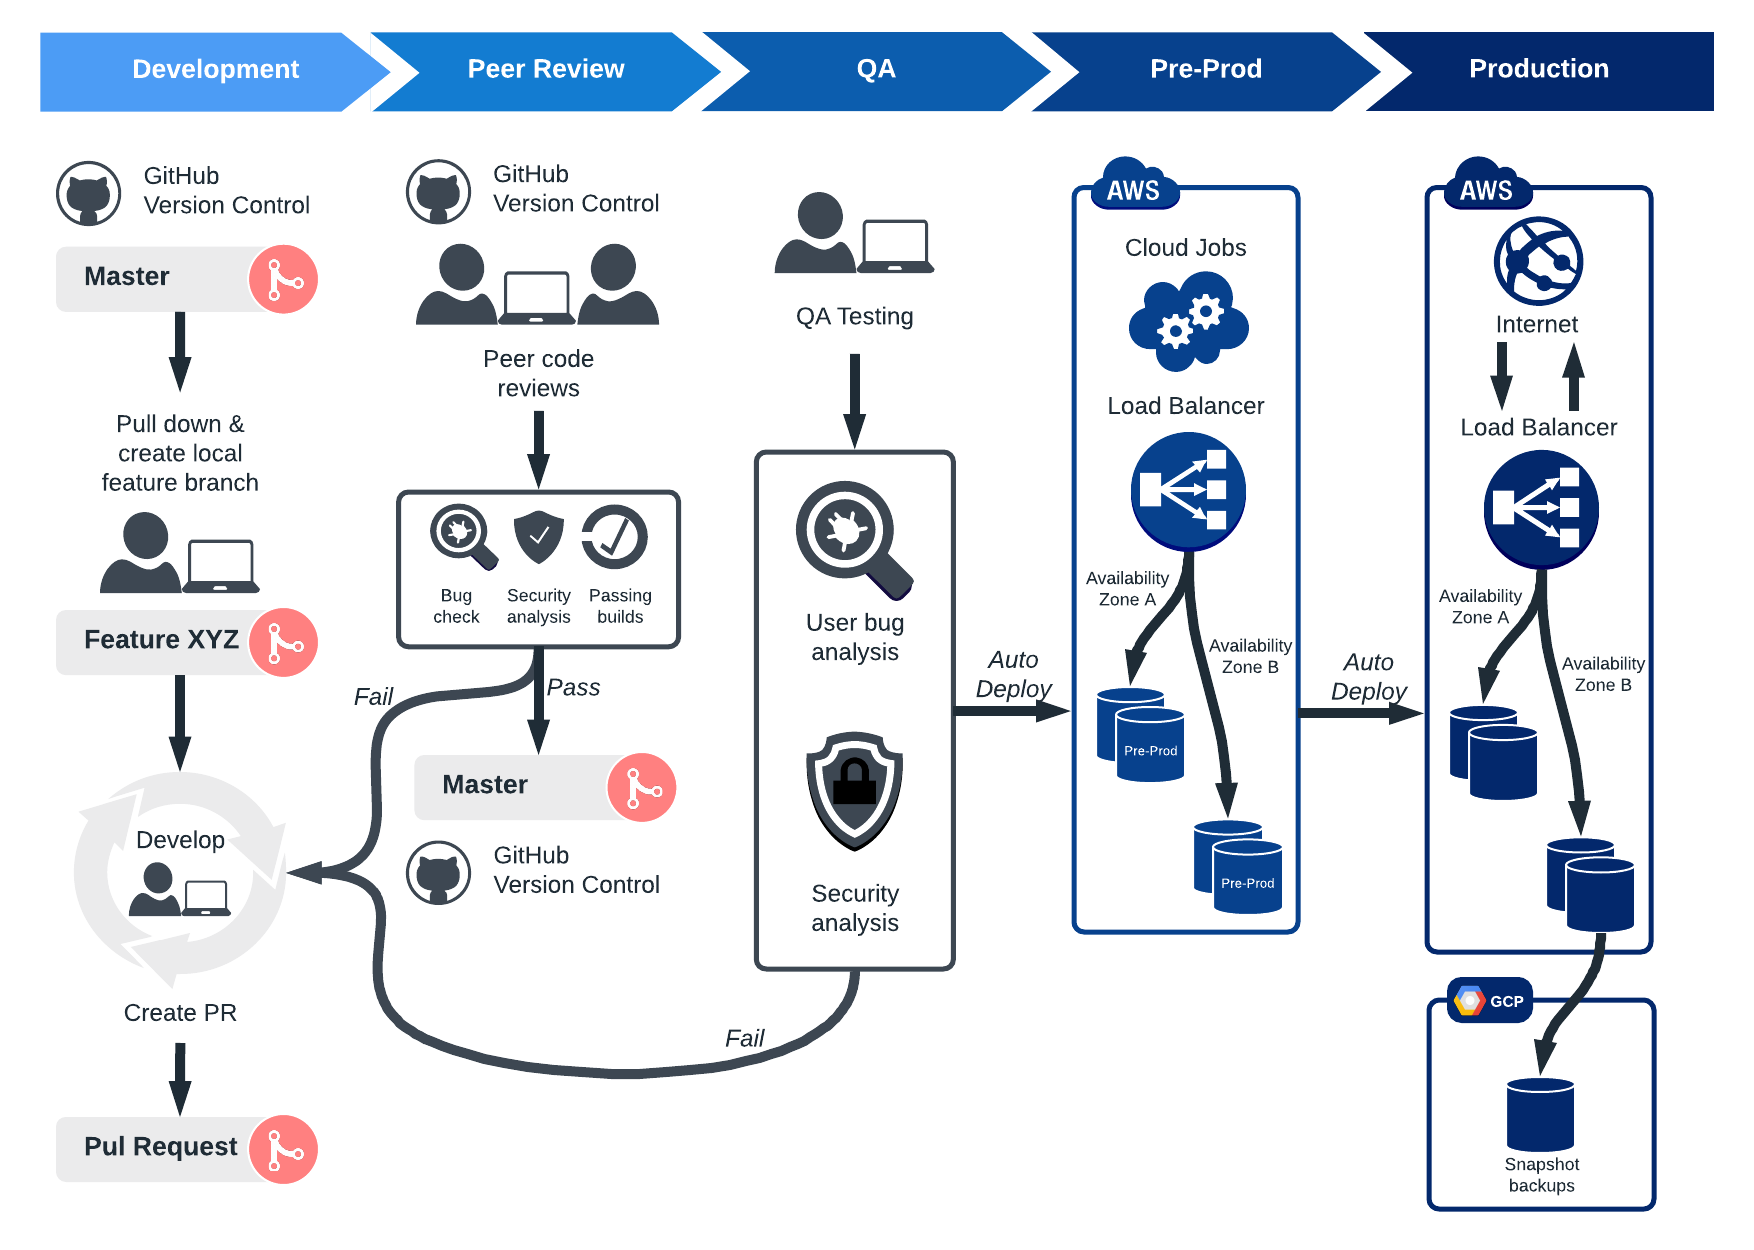 Development
Peer Review
QA
Pre-Prod
Production
GitHub
Version Control
Master
Pull down &
create local
feature branch
Feature XYZ
Develop
Create PR
Pul Request
GitHub
Version Control
Peer code
reviews
Bug
check
Security
analysis
Passing
builds
Fail
Pass
Master
GitHub
Version Control
QA Testing
User bug
analysis
Security
analysis
Fail
Auto
Deploy
AWS
Cloud Jobs
Load Balancer
Availability
Zone A
Availability
Zone B
Pre-Prod
Pre-Prod
Auto
Deploy
AWS
Internet
Load Balancer
Availability
Zone A
Availability
Zone B
GCP
Snapshot
backups